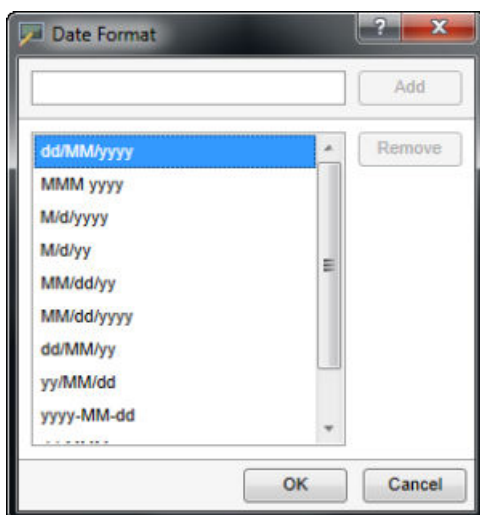 Date Format
Add
dd/MM/yyyy
Remove
MMM yyyy
M/d/yyyy
M/d/yy
MM/dd/yy
MM/dd/yyyy
dd/MM/yy
yy/MM/dd
yyyy-MM-dd
OK
Cancel